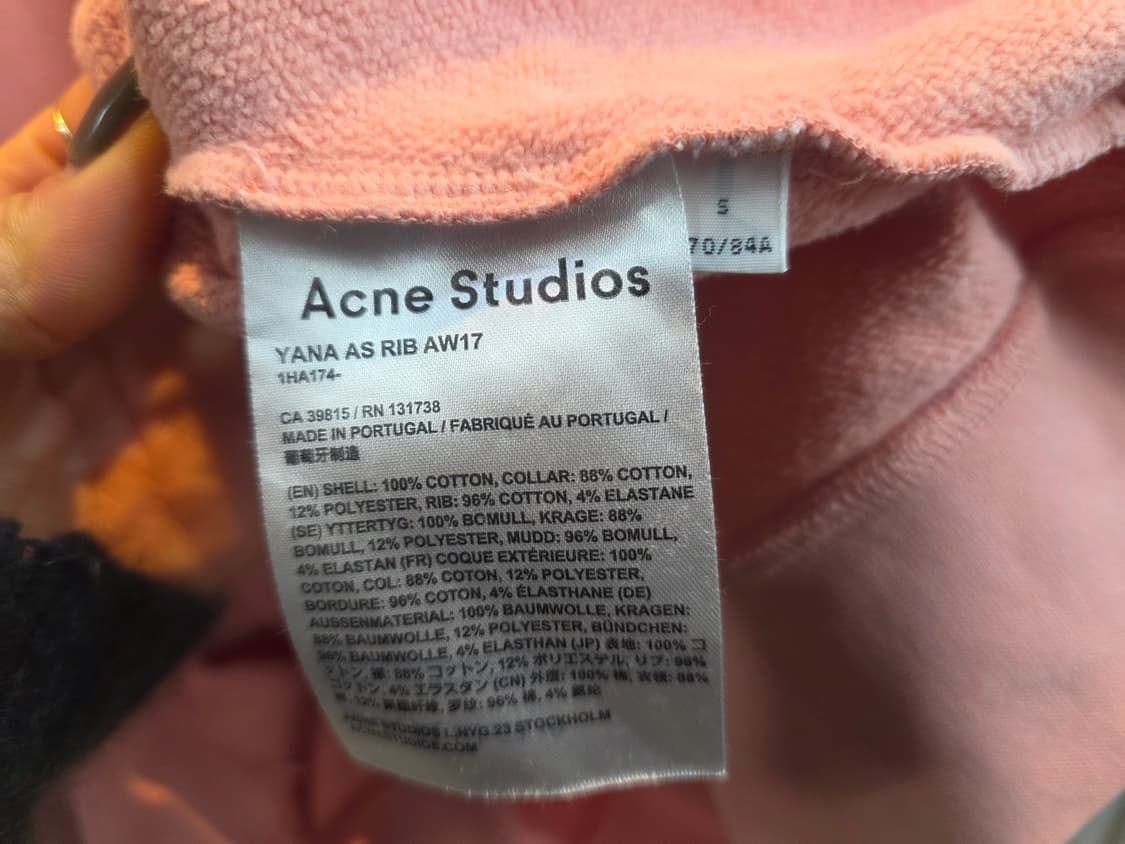 S
70/84A
Acne Studios
YANA AS RIB AW17
1HA174-
CA 39815 / RN 131738
MADE IN PORTUGAL / FABRIQUÉ AU PORTUGAL /
葡萄牙制造
(EN) SHELL: 100% COTTON, COLLAR: 88% COTTON,
12% POLYESTER, RIB: 96% COTTON, 4% ELASTANE
(SE) YTTERTYG: 100% BOMULL, KRAGE: 88%
BOMULL, 12% POLYESTER, MUDD: 96% BOMULL,
4% ELASTAN (FR) COQUE EXTÉRIEURE: 100%
COTON, COL: 88% COTON, 12% POLYESTER,
BORDURE: 96% COTON, 4% ÉLASTHANE (DE)
AUSSENMATERIAL: 100% BAUMWOLLE, KRAGEN:
88% BAUMWOLLE, 12% POLYESTER, BÜNDCHEN:
96% BAUMWOLLE, 4% ELASTHAN (JP) 表地: 100% コ
ットン, 襟: 88% コットン, 12% ポリエステル, リブ: 96%
コットン, 4% エラスタン (CN) 外層: 100% 棉, 衣领: 88%
棉, 12% 纤维, 罗纹: 96% 棉, 4%
ACNE STUDIOS L.NYG.23 STOCKHOLM
ACNESTUDIOS.COM